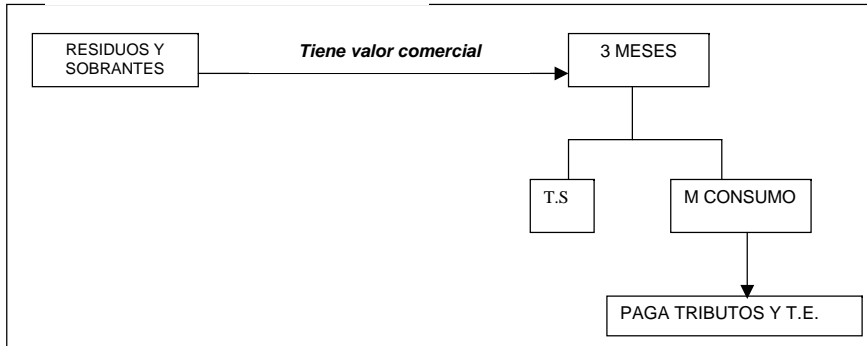 RESIDUOS Y
SOBRANTES
Tiene valor comercial
3 MESES
T.S
M CONSUMO
PAGA TRIBUTOS Y T.E.